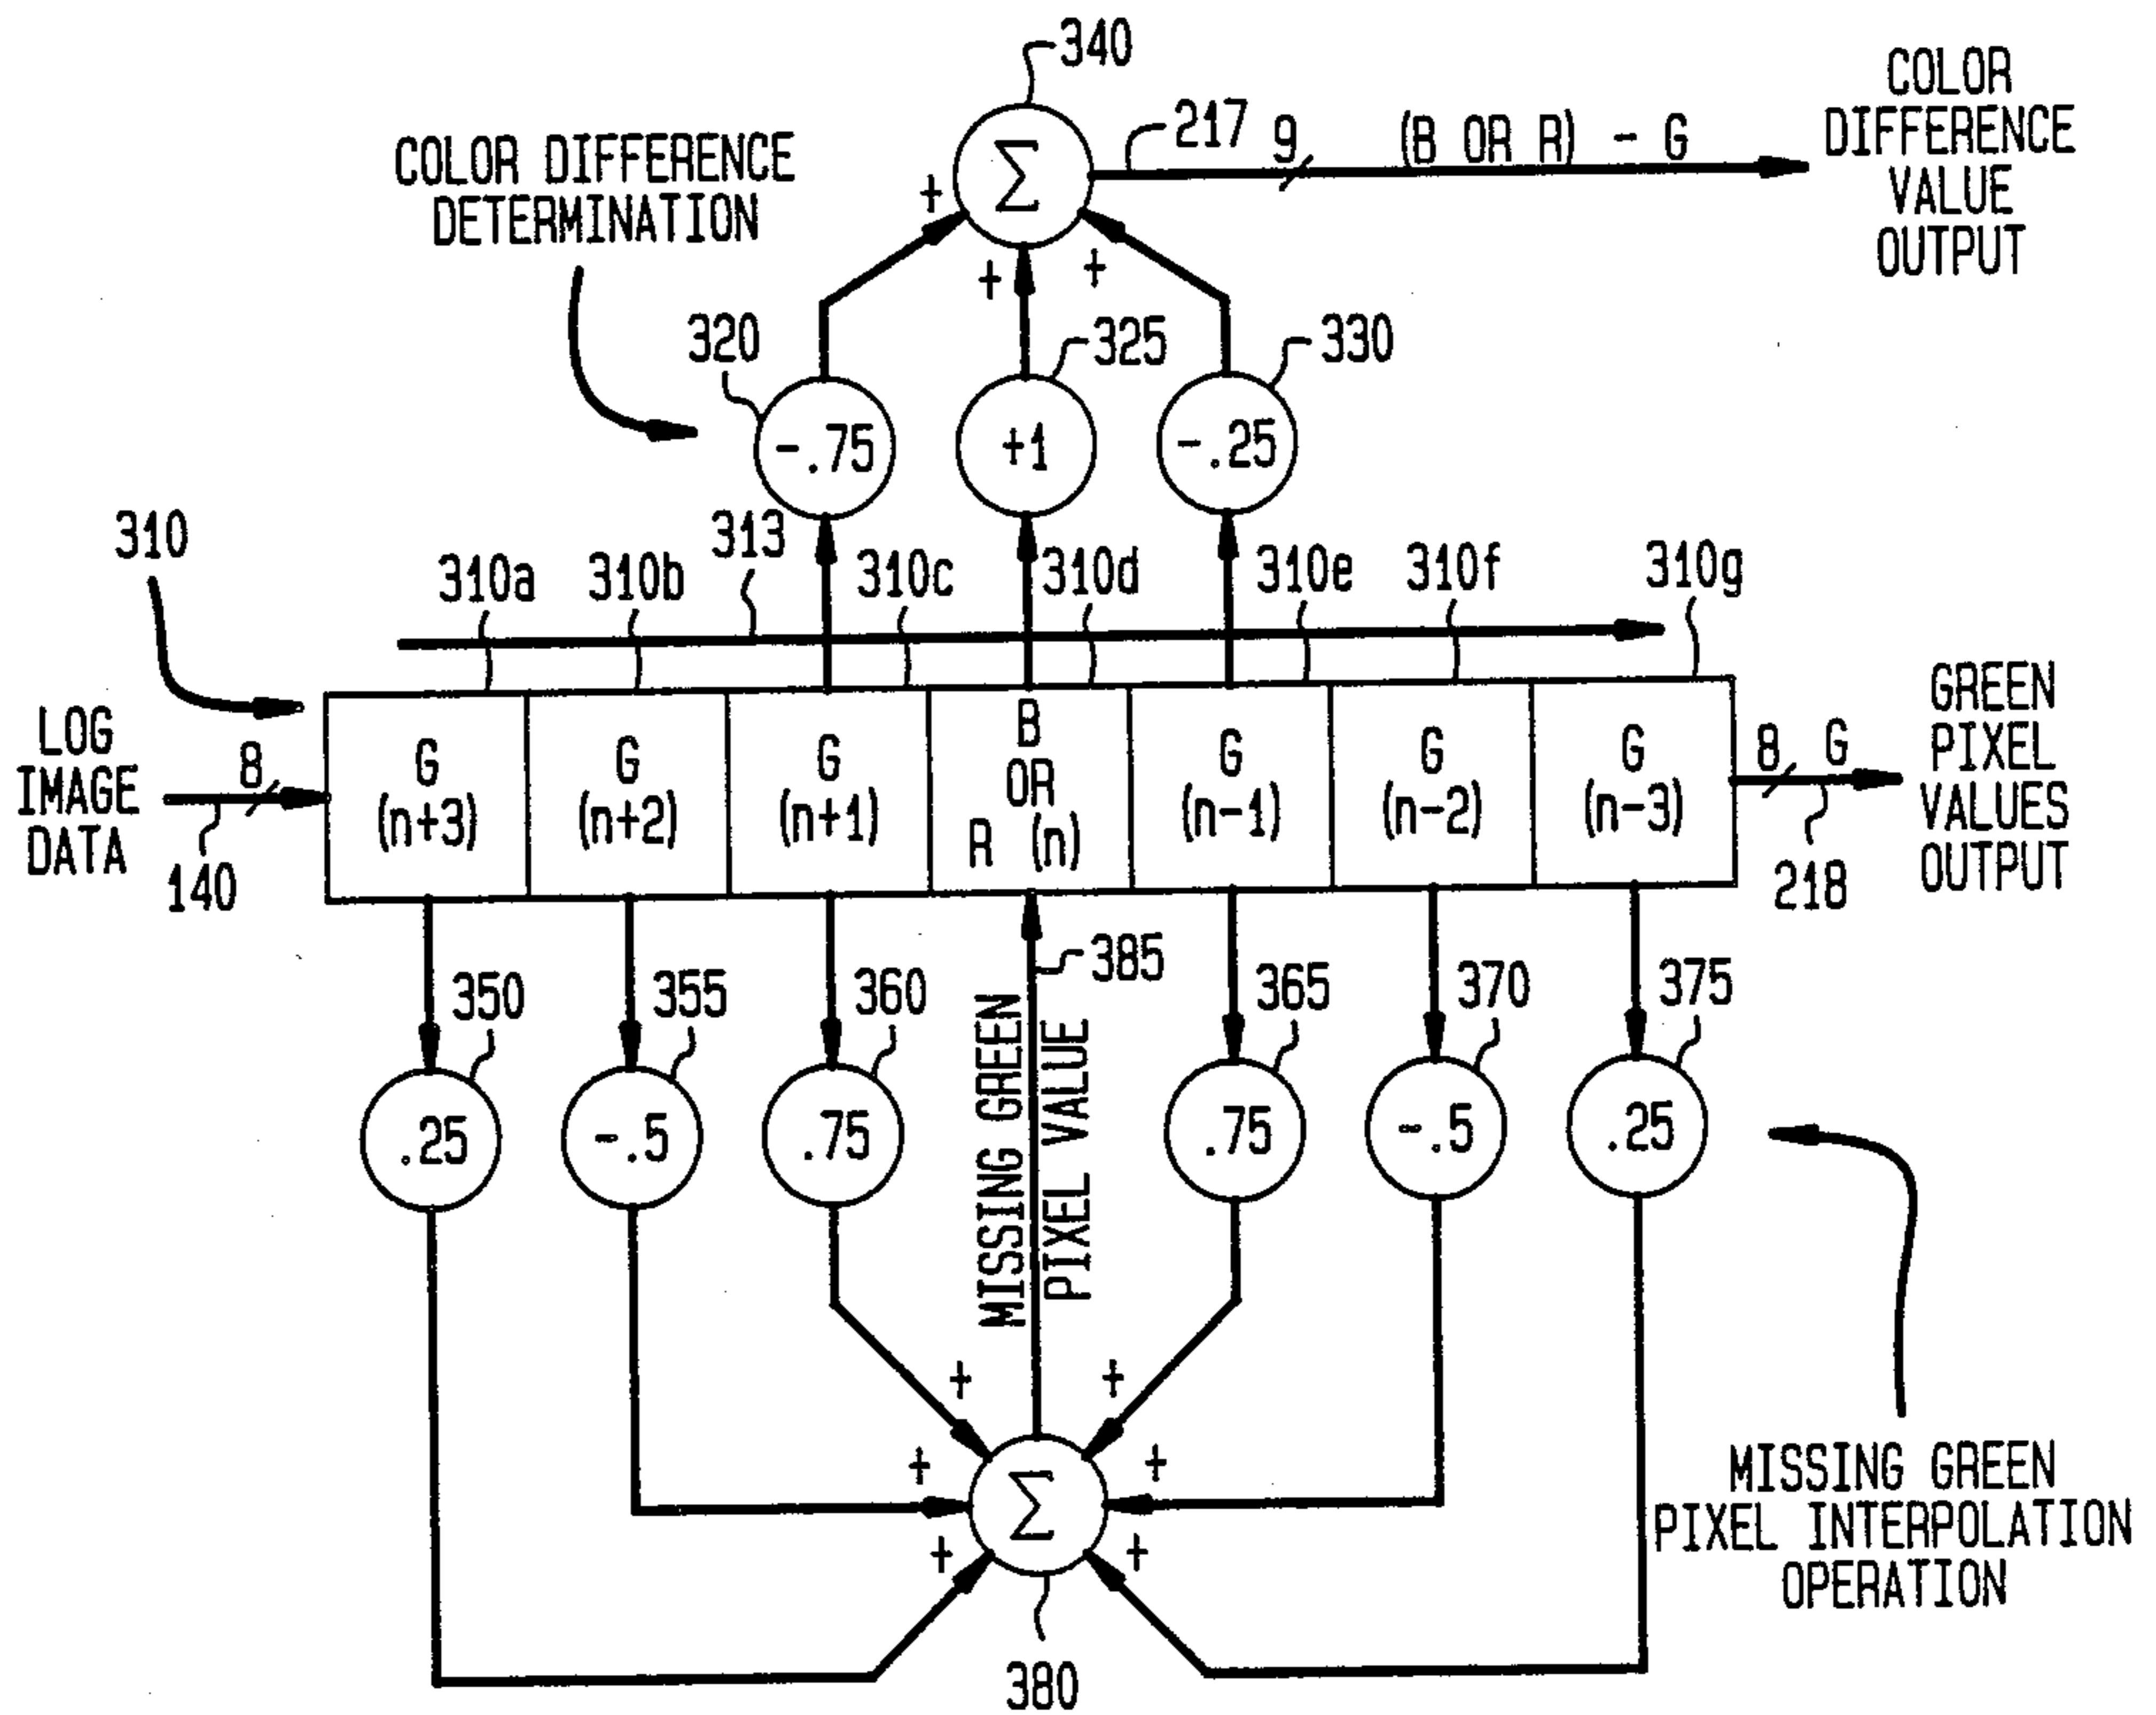 340
COLOR
DIFFERENCE
VALUE
OUTPUT
217 9 (B OR R) - G
COLOR DIFFERENCE
DETERMINATION
Σ
+
+ +
320 325 330
-.75 +1 -.25
310
313
310a 310b 310c 310d 310e 310f 310g
LOG
IMAGE
DATA
8
140
G
(n+3)
G
(n+2)
G
(n+1)
B
OR
R (n)
G
(n-1)
G
(n-2)
G
(n-3)
8 G
218
GREEN
PIXEL
VALUES
OUTPUT
385
350 355 360 365 370 375
.25 -.5 .75 .75 -.5 .25
MISSING GREEN
PIXEL VALUE
+ +
+ +
Σ
+ +
380
MISSING GREEN
PIXEL INTERPOLATION
OPERATION